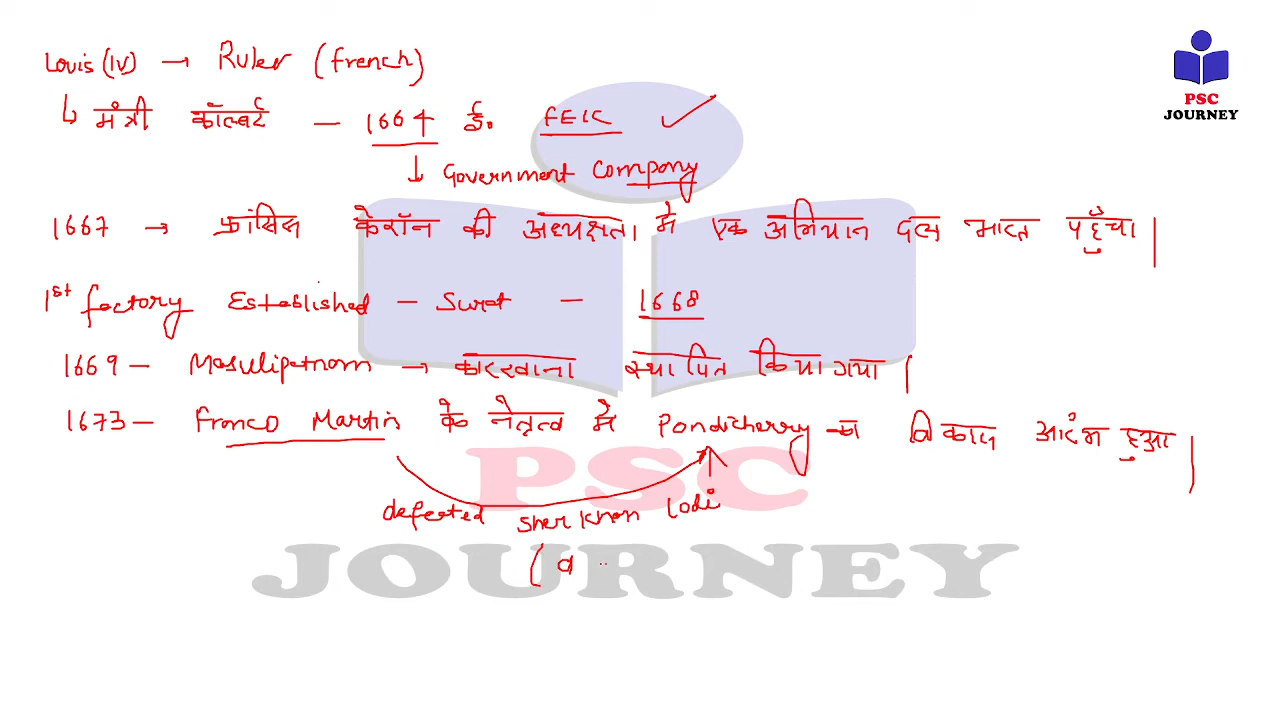 Louis (IV) → Ruler (french)
PSC
JOURNEY
↳ मंत्री कॉल्बर्ट — 1664 ई. FEIC ✓
↓ Government Company
1667 → फ्रांसिस केरॉन की अध्यक्षता में एक अभियान दल भारत पहुँचा।
1st factory Established — Surat — 1668
1669 — Masulipatnam → कारखाना स्थापित किया गया।
1673 — Franco Martin के नेतृत्व में Pondicherry का विकास आरंभ हुआ।
PSC
defeated Sher Khan Lodi
JOURNEY
( व